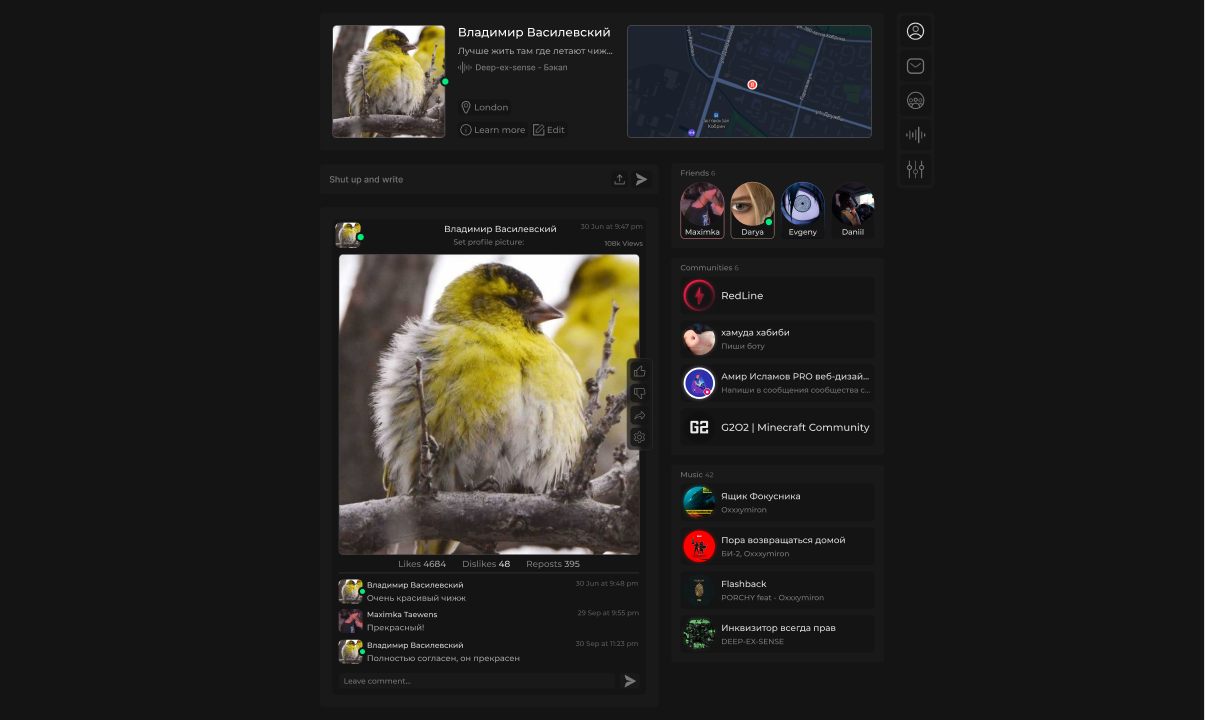 Владимир Василевский
Лучше жить там где летают чиж...
Deep-ex-sense - Бэкап
London
Learn more
Edit
Кобрин
Shut up and write
Владимир Василевский
30 Jun at 9:47 pm
Set profile picture:
108k Views
Likes 4684 Dislikes 48 Reposts 395
Владимир Василевский
30 Jun at 9:48 pm
Очень красивый чижж
Maximka Taewens
29 Sep at 9:55 pm
Прекрасный!
Владимир Василевский
30 Sep at 11:23 pm
Полностью согласен, он прекрасен
Leave comment...
Friends 6
Maximka Darya Evgeny Daniil
Communities 6
RedLine
хамуда хабиби
Пиши боту
Амир Исламов PRO веб-дизай...
Напиши в сообщения сообщества с...
G2
G2O2 | Minecraft Community
Music 42
Ящик Фокусника
Oxxxymiron
Пора возвращаться домой
БИ-2, Oxxxymiron
Flashback
PORCHY feat - Oxxxymiron
Инквизитор всегда прав
DEEP-EX-SENSE